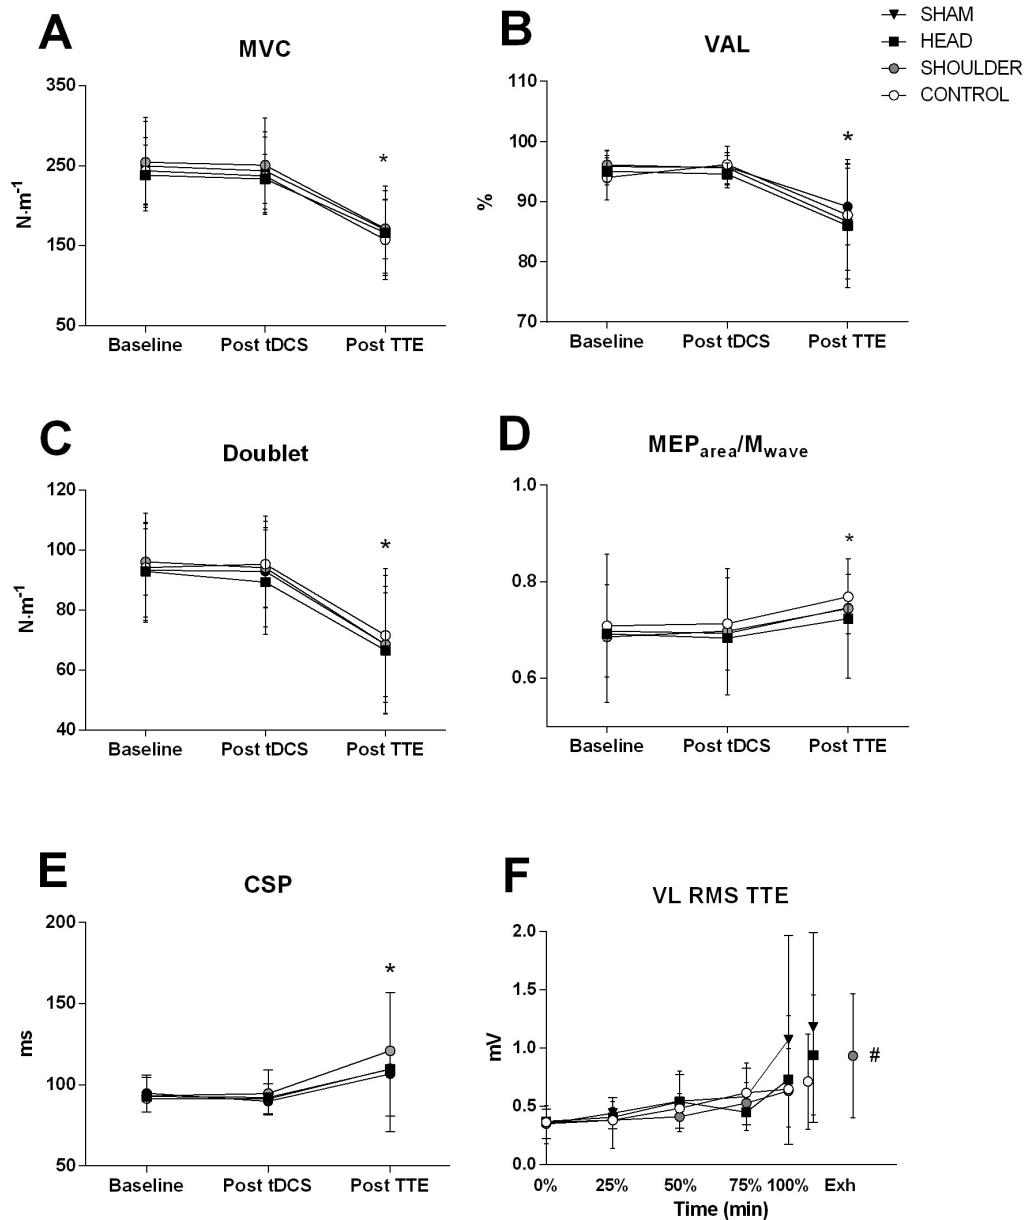 A
MVC
350
250
150
50
N·m-1
*
Baseline Post tDCS Post TTE
B
VAL
SHAM
HEAD
SHOULDER
CONTROL
110
100
90
80
70
%
*
Baseline Post tDCS Post TTE
C
Doublet
120
100
80
60
40
N·m-1
*
Baseline Post tDCS Post TTE
D
MEParea/Mwave
1.0
0.8
0.6
*
Baseline Post tDCS Post TTE
E
CSP
200
150
100
50
ms
*
Baseline Post tDCS Post TTE
F
VL RMS TTE
2.0
1.5
1.0
0.5
0.0
mV
#
0% 25% 50% 75% 100% Exh
Time (min)